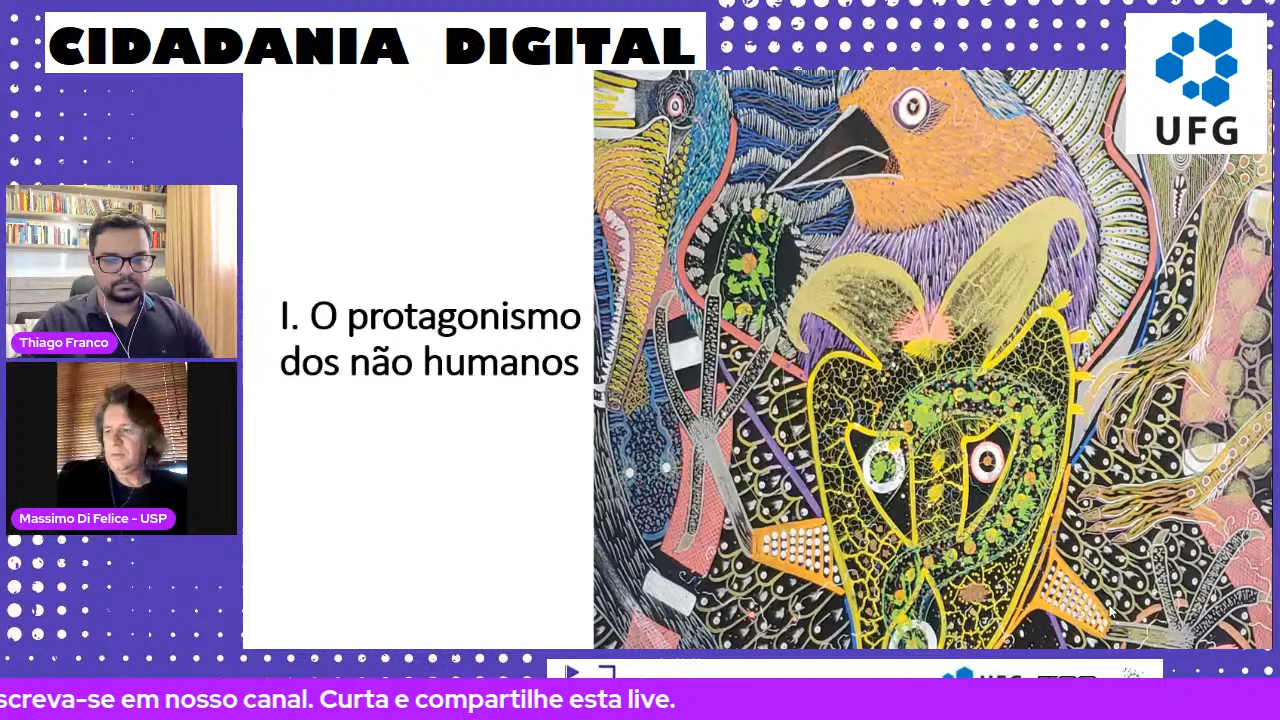 CIDADANIA DIGITAL
UFG
I. O protagonismo
dos não humanos
Thiago Franco
Massimo Di Felice - USP
screva-se em nosso canal. Curta e compartilhe esta live.